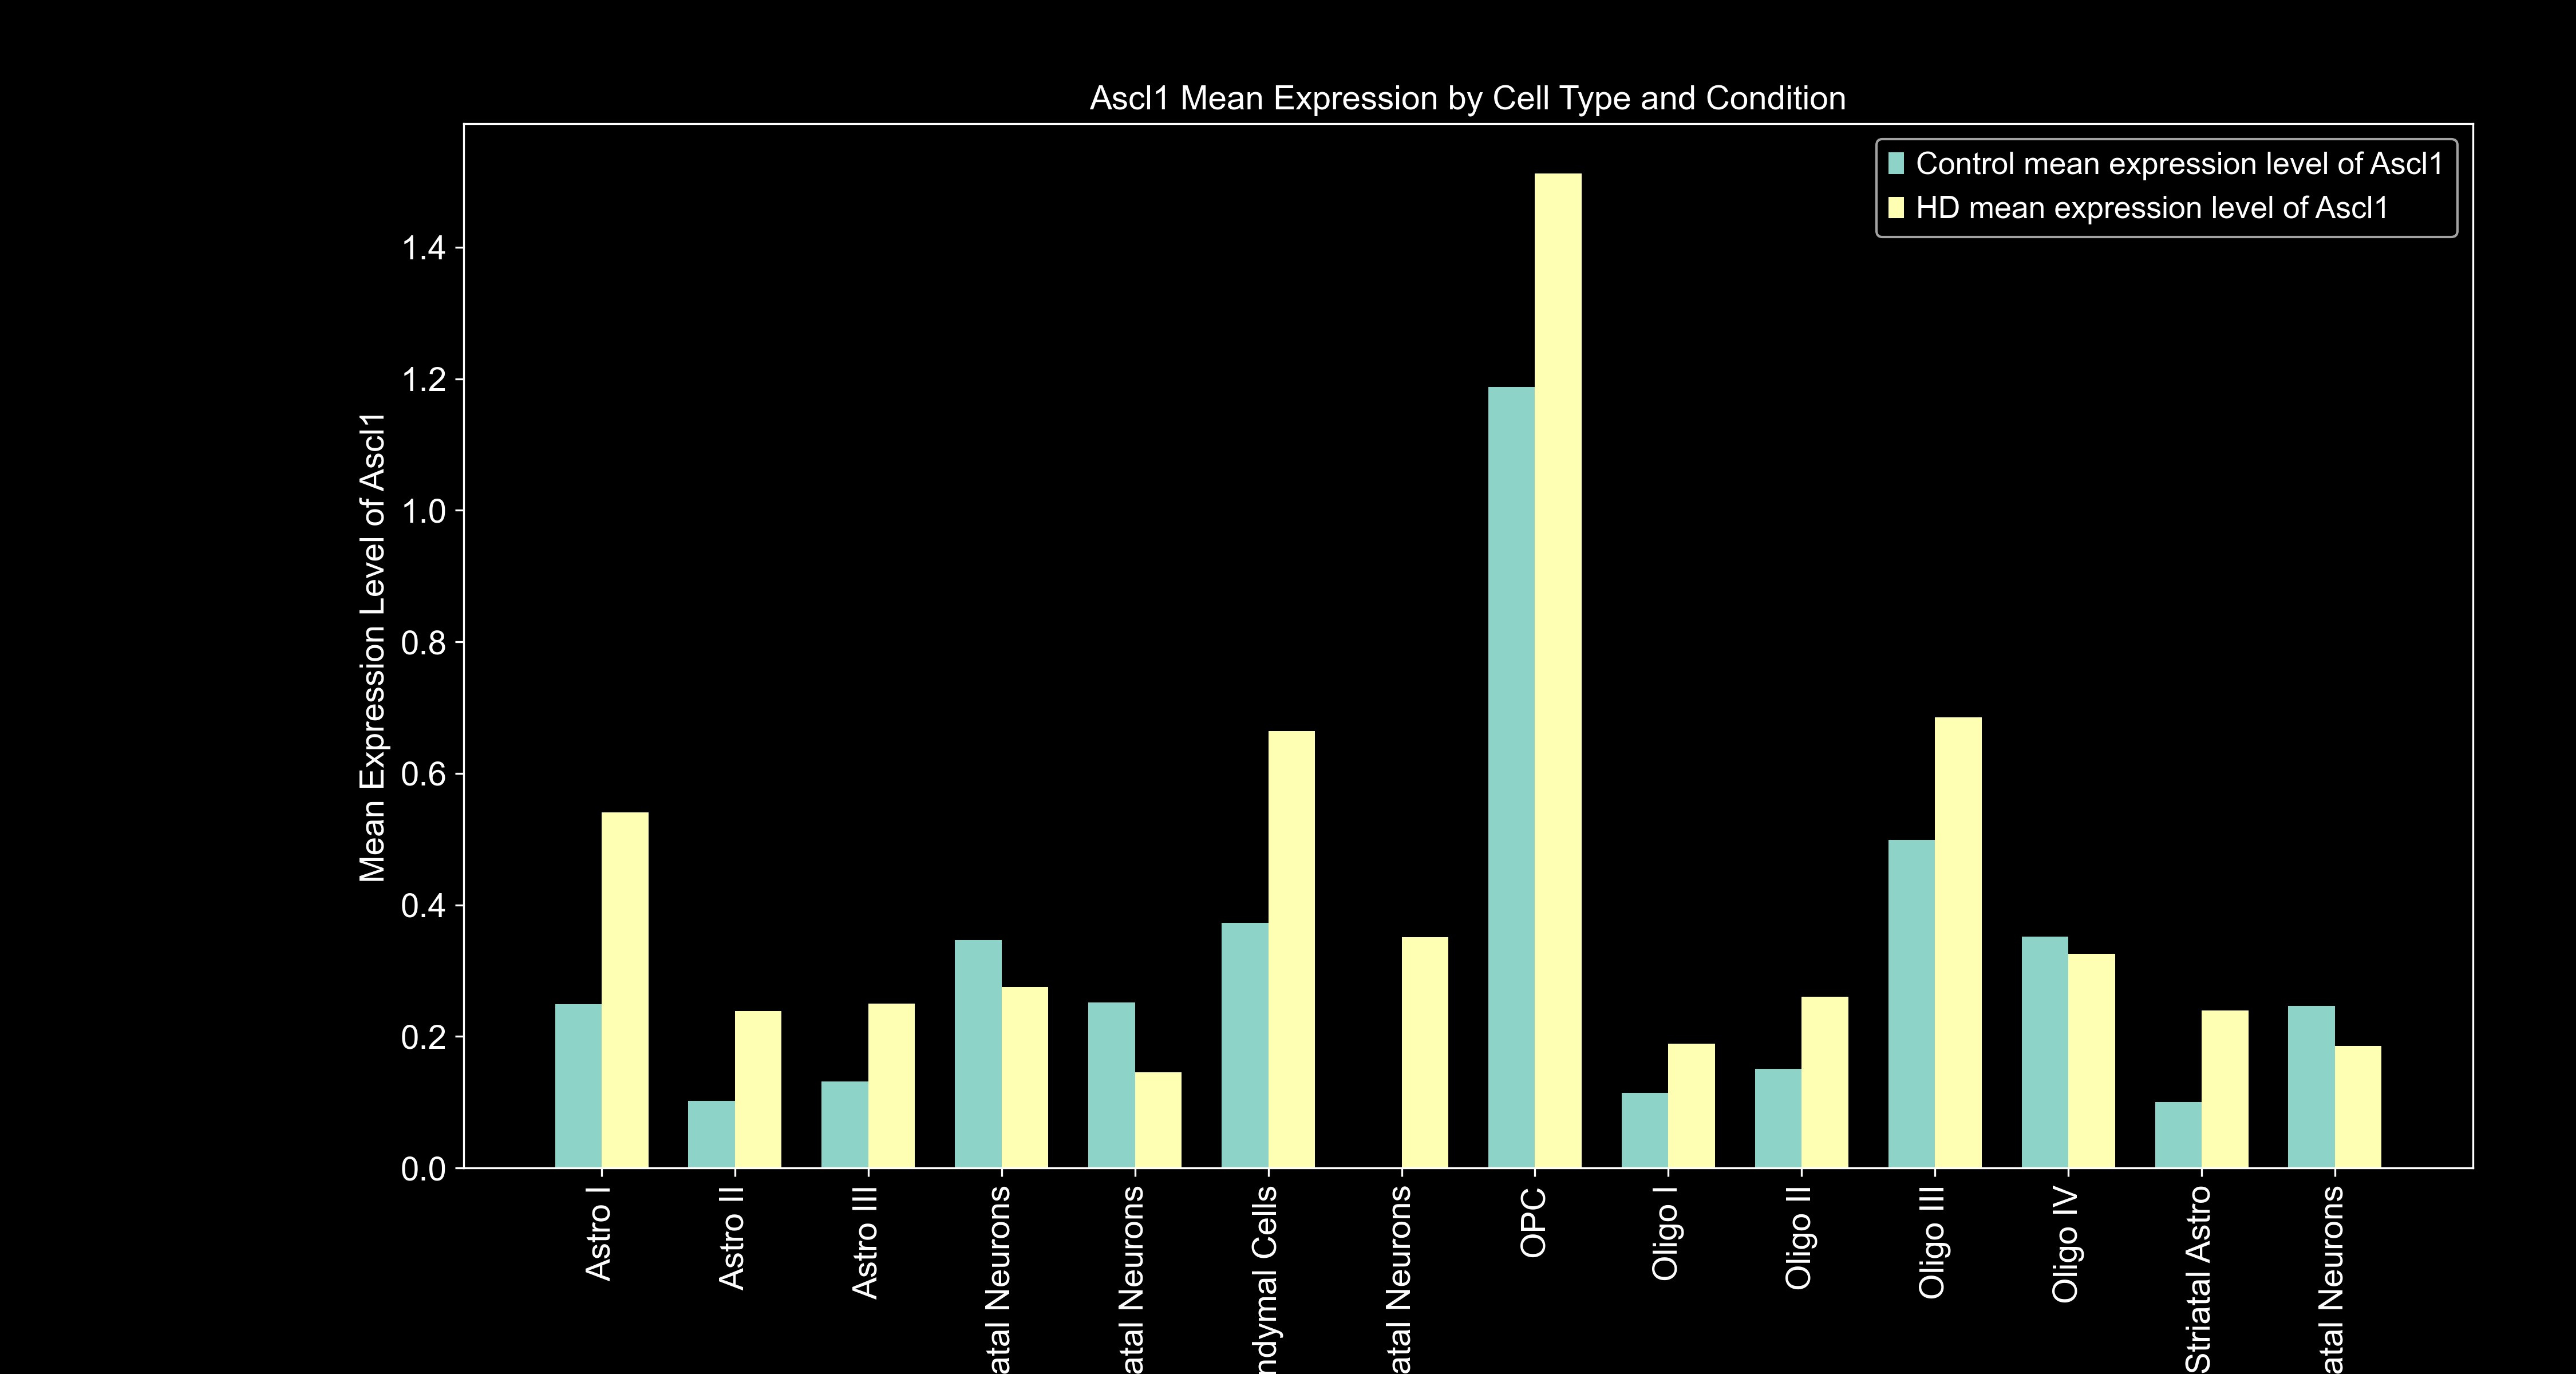 Ascl1 Mean Expression by Cell Type and Condition
Control mean expression level of Ascl1
HD mean expression level of Ascl1
Mean Expression Level of Ascl1
1.4
1.2
1.0
0.8
0.6
0.4
0.2
0.0
Astro I
Astro II
Astro III
atal Neurons
atal Neurons
ndymal Cells
atal Neurons
OPC
Oligo I
Oligo II
Oligo III
Oligo IV
Striatal Astro
atal Neurons